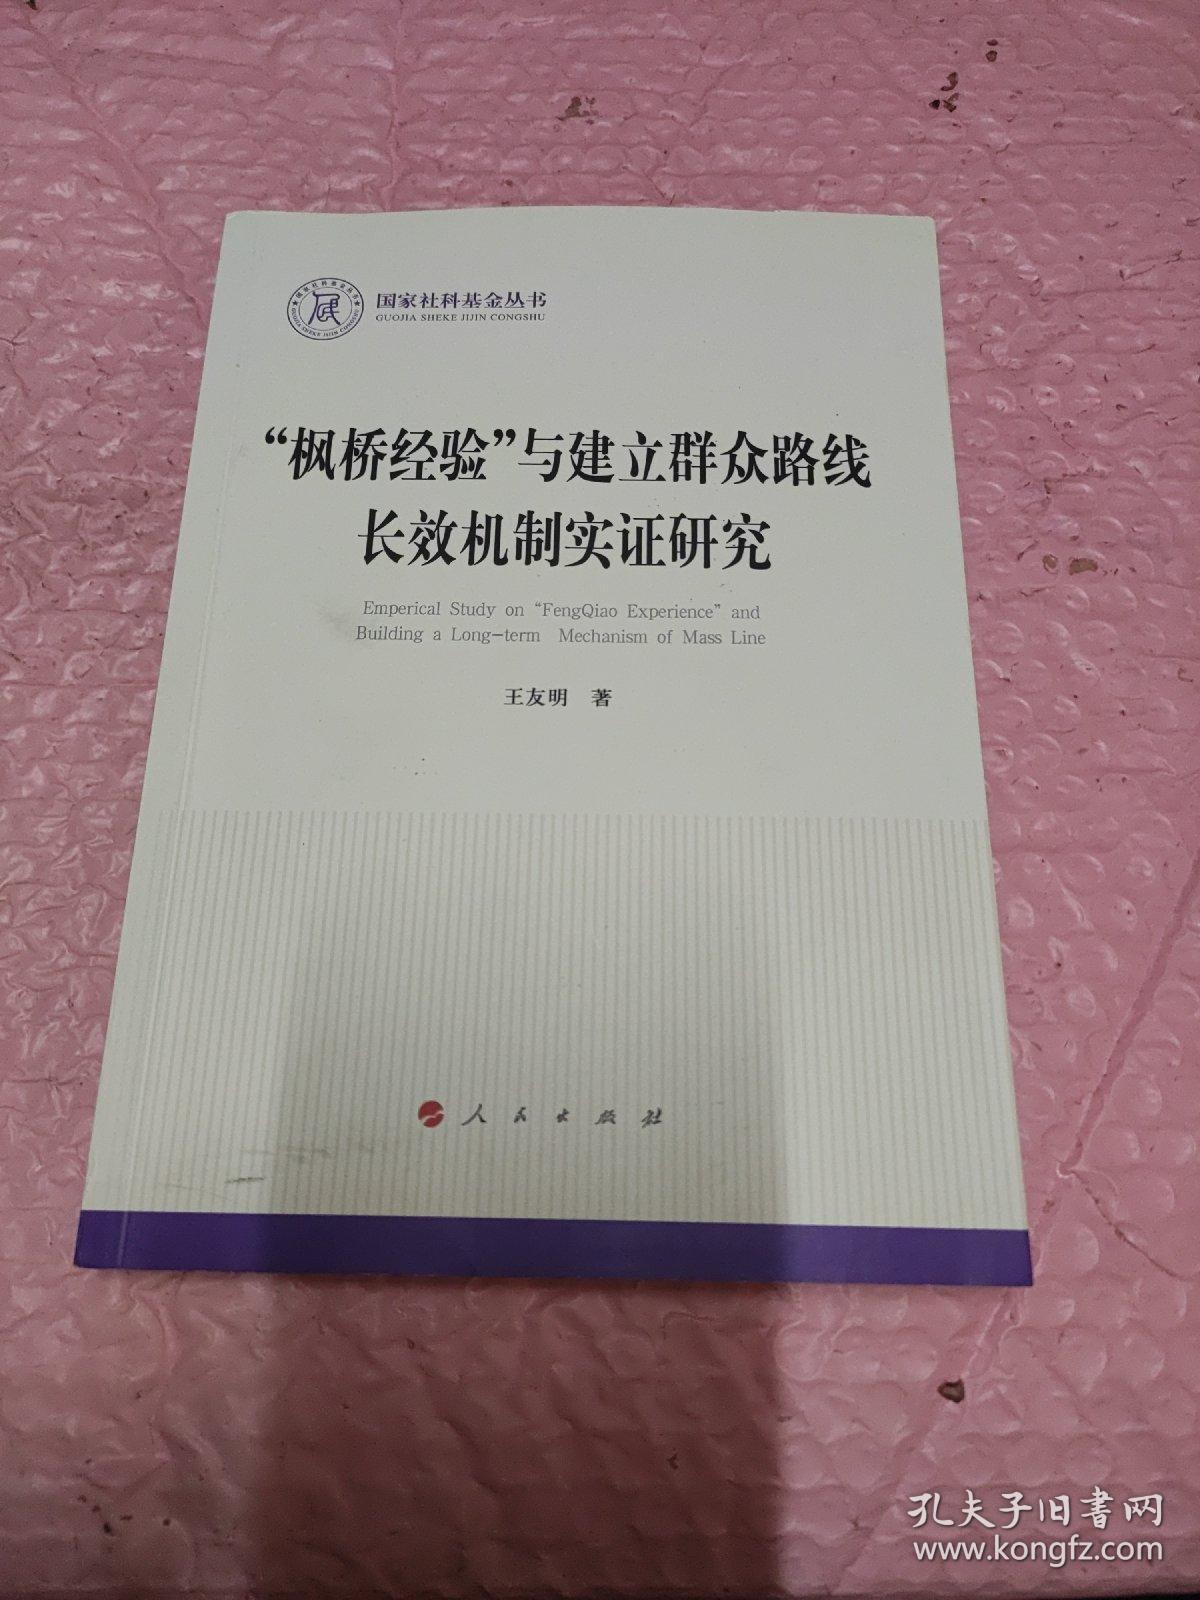 国家社科基金丛书
GUOJIA SHEKE JIJIN CONGSHU
“枫桥经验”与建立群众路线
长效机制实证研究
Emperical Study on “FengQiao Experience” and
Building a Long-term Mechanism of Mass Line
王友明 著
人民出版社
孔夫子旧书网
www.kongfz.com